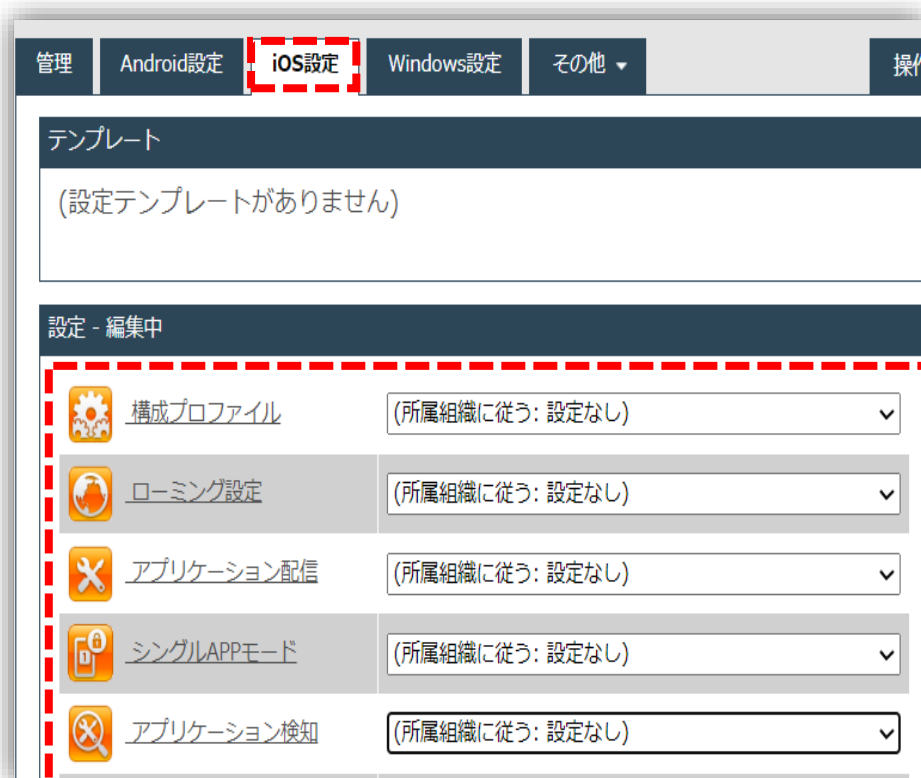 管理 Android設定 iOS設定 Windows設定 その他 操作
テンプレート
(設定テンプレートがありません)
設定 - 編集中
構成プロファイル (所属組織に従う: 設定なし)
ローミング設定 (所属組織に従う: 設定なし)
アプリケーション配信 (所属組織に従う: 設定なし)
シングルAPPモード (所属組織に従う: 設定なし)
アプリケーション検知 (所属組織に従う: 設定なし)